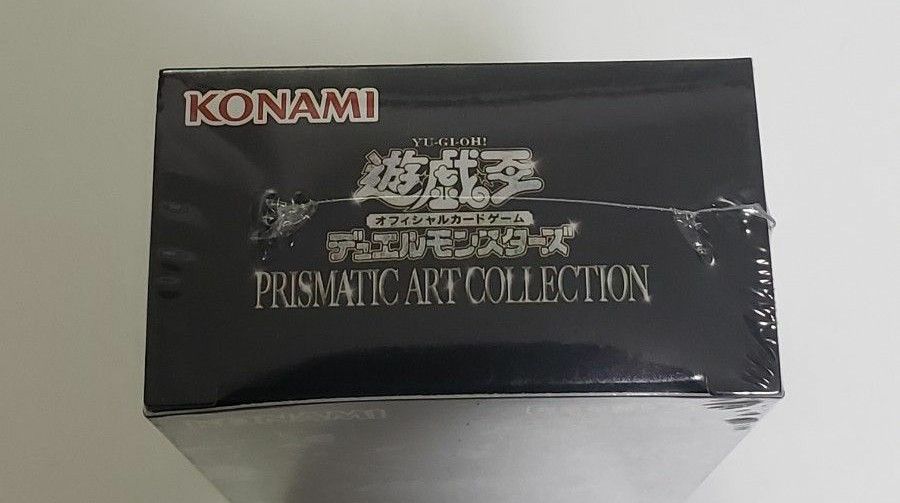 KONAMI
YU-GI-OH!
遊戯王
オフィシャルカードゲーム
デュエルモンスターズ
PRISMATIC ART COLLECTION